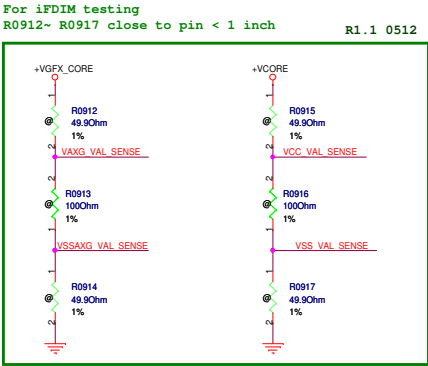 For iFDIM testing
R0912~ R0917 close to pin < 1 inch
R1.1 0512
+VGFX_CORE
1
R0912
@
49.9Ohm
1%
2
VAXG_VAL_SENSE
2
R0913
@
100Ohm
1%
1
VSSAXG_VAL_SENSE
1
R0914
@
49.9Ohm
1%
2
+VCORE
1
R0915
@
49.9Ohm
1%
2
VCC_VAL_SENSE
2
R0916
@
100Ohm
1%
1
VSS_VAL_SENSE
1
R0917
@
49.9Ohm
1%
2